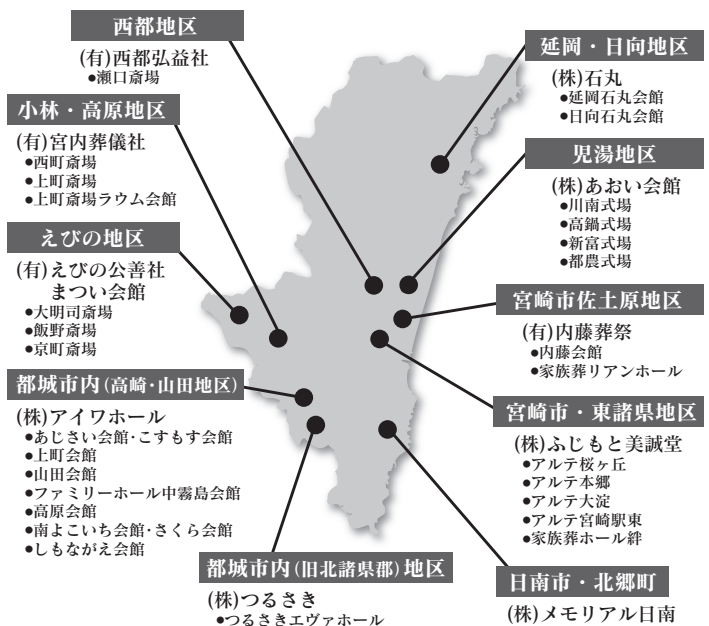 西都地区
(有)西都弘益社
●瀬口斎場
小林・高原地区
(有)宮内葬儀社
●西町斎場
●上町斎場
●上町斎場ラウム会館
えびの地区
(有)えびの公善社
まつい会館
●大明司斎場
●飯野斎場
●京町斎場
都城市内(高崎・山田地区)
(株)アイワホール
●あじさい会館・こすもす会館
●上町会館
●山田会館
●ファミリーホール中霧島会館
●高原会館
●南よこいち会館・さくら会館
●しもながえ会館
都城市内(旧北諸県郡)地区
(株)つるさき
●つるさきエヴァホール
延岡・日向地区
(株)石丸
●延岡石丸会館
●日向石丸会館
児湯地区
(株)あおい会館
●川南式場
●高鍋式場
●新富式場
●都農式場
宮崎市佐土原地区
(有)内藤葬祭
●内藤会館
●家族葬リアンホール
宮崎市・東諸県地区
(株)ふじもと美誠堂
●アルテ桜ヶ丘
●アルテ本郷
●アルテ大淀
●アルテ宮崎駅東
●家族葬ホール絆
日南市・北郷町
(株)メモリアル日南